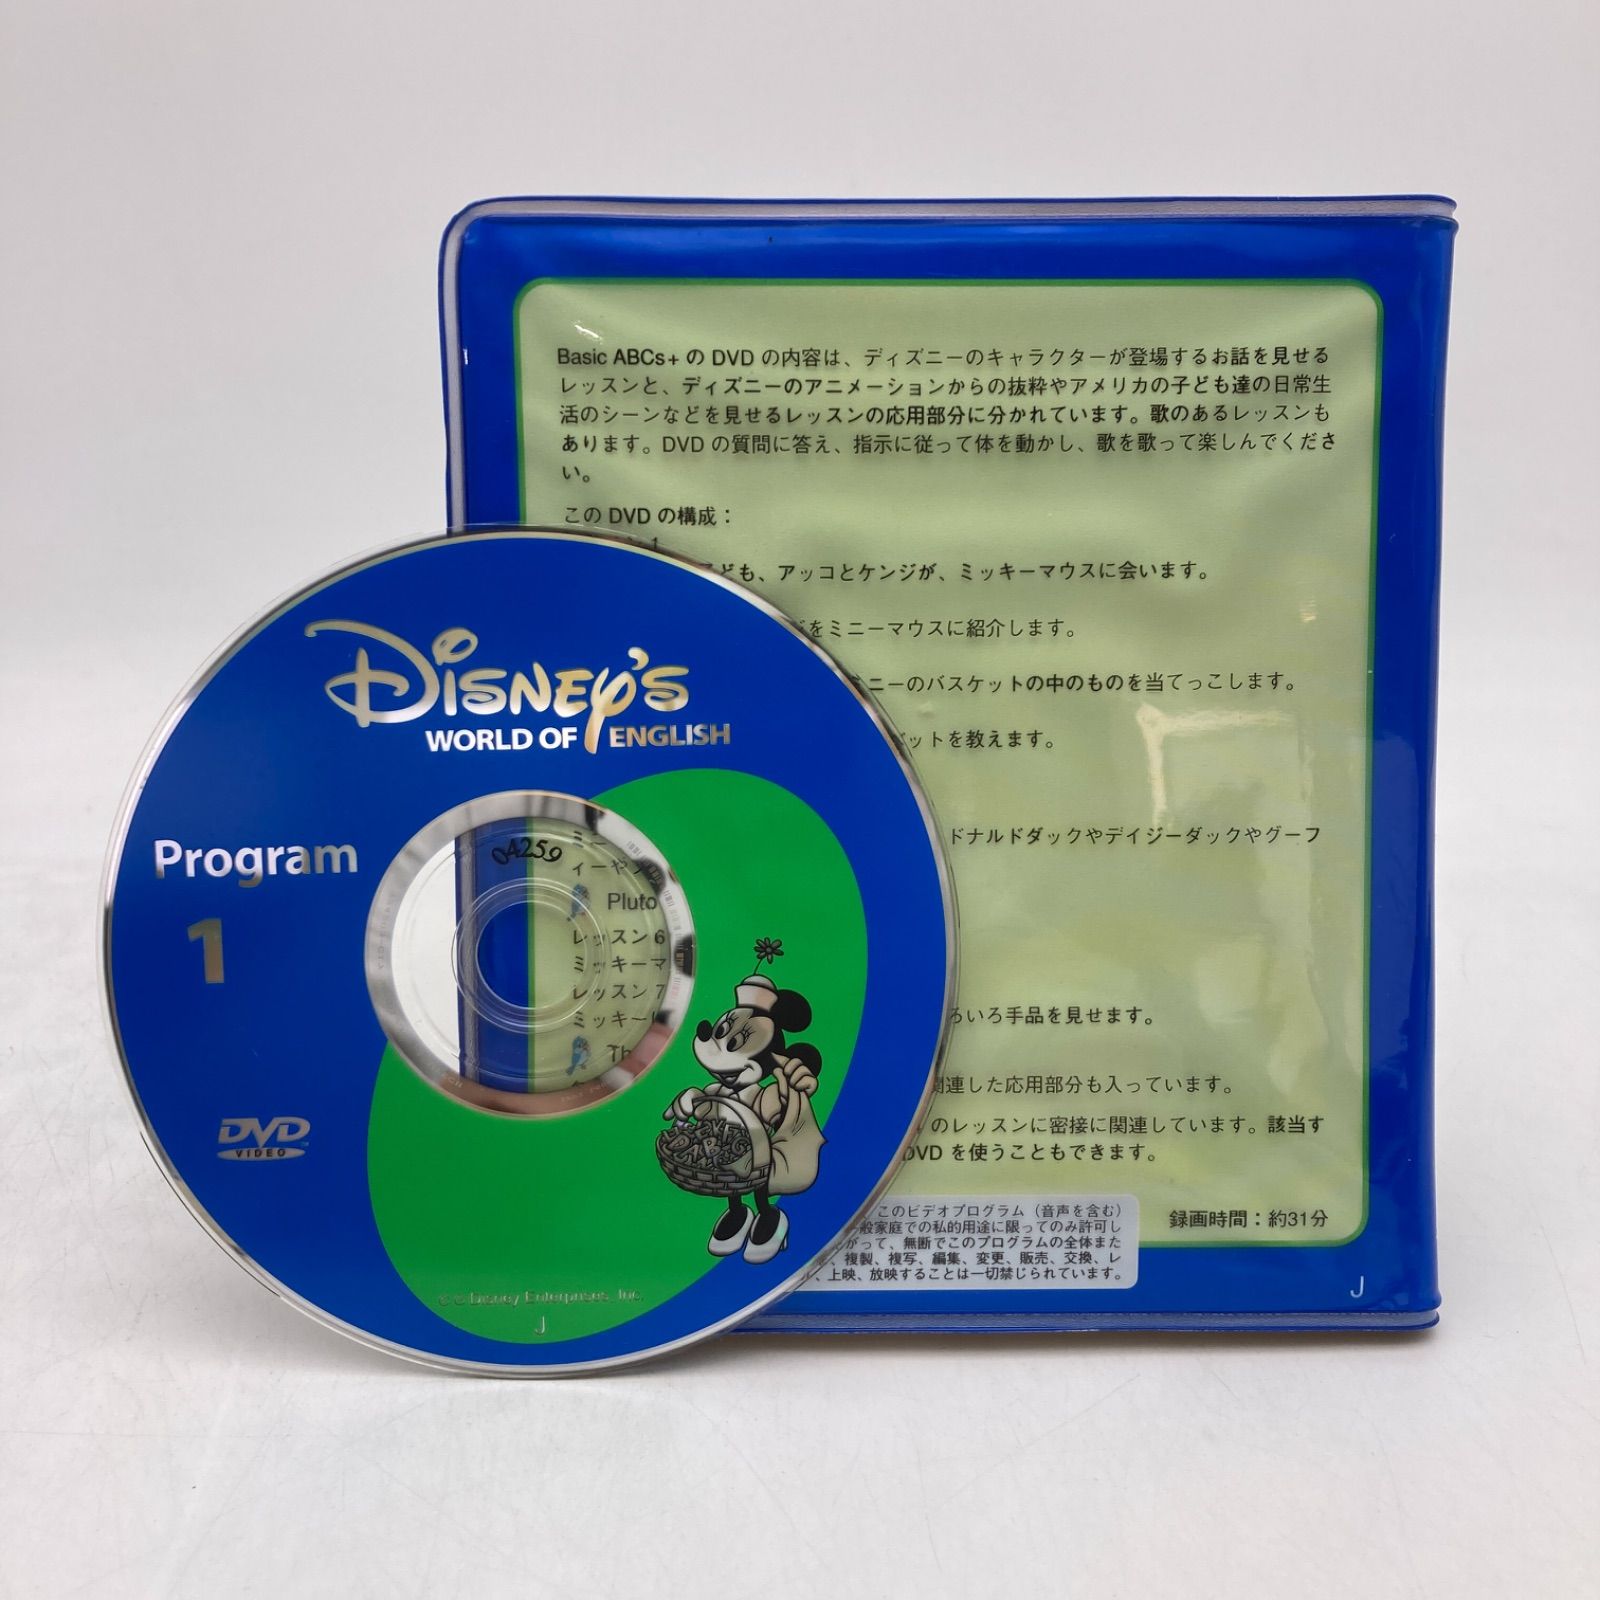 Basic ABCs+ の DVD の内容は、ディズニーのキャラクターが登場するお話を見せる
レッスンと、ディズニーのアニメーションからの抜粋やアメリカの子ども達の日常生
活のシーンなどを見せるレッスンの応用部分に分かれています。歌のあるレッスンも
あります。DVD の質問に答え、指示に従って体を動かし、歌を歌って楽しんでくださ
い。
この DVD の構成：
1
ども、アッコとケンジが、ミッキーマウスに会います。
をミニーマウスに紹介します。
ニーのバスケットの中のものを当てっこします。
ットを教えます。
ドナルドダックやデイジーダックやグーフ
ィーや
Pluto
レッスン 6
ミッキーマ
レッスン 7
ミッキー
Th
ろいろ手品を見せます。
関連した応用部分も入っています。
のレッスンに密接に関連しています。該当す
DVD を使うこともできます。
録画時間：約31分
このビデオプログラム（音声を含む）
般家庭での私的用途に限ってのみ許可し
がって、無断でこのプログラムの全体また
、複製、複写、編集、変更、販売、交換、レ
、上映、放映することは一切禁じられています。
J
DISNEY'S
WORLD OF ENGLISH
Program
1
04259
DVD
VIDEO
Disney Enterprises, Inc.
J